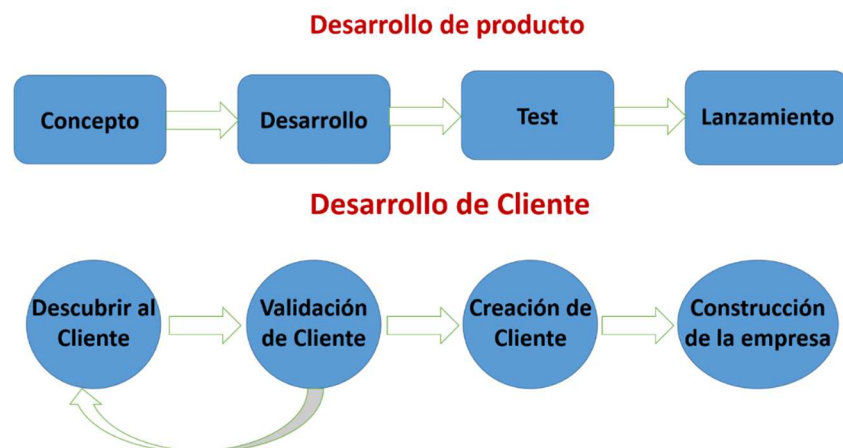 Desarrollo de producto
Concepto
Desarrollo
Test
Lanzamiento
Desarrollo de Cliente
Descubrir al
Cliente
Validación
de Cliente
Creación de
Cliente
Construcción
de la empresa